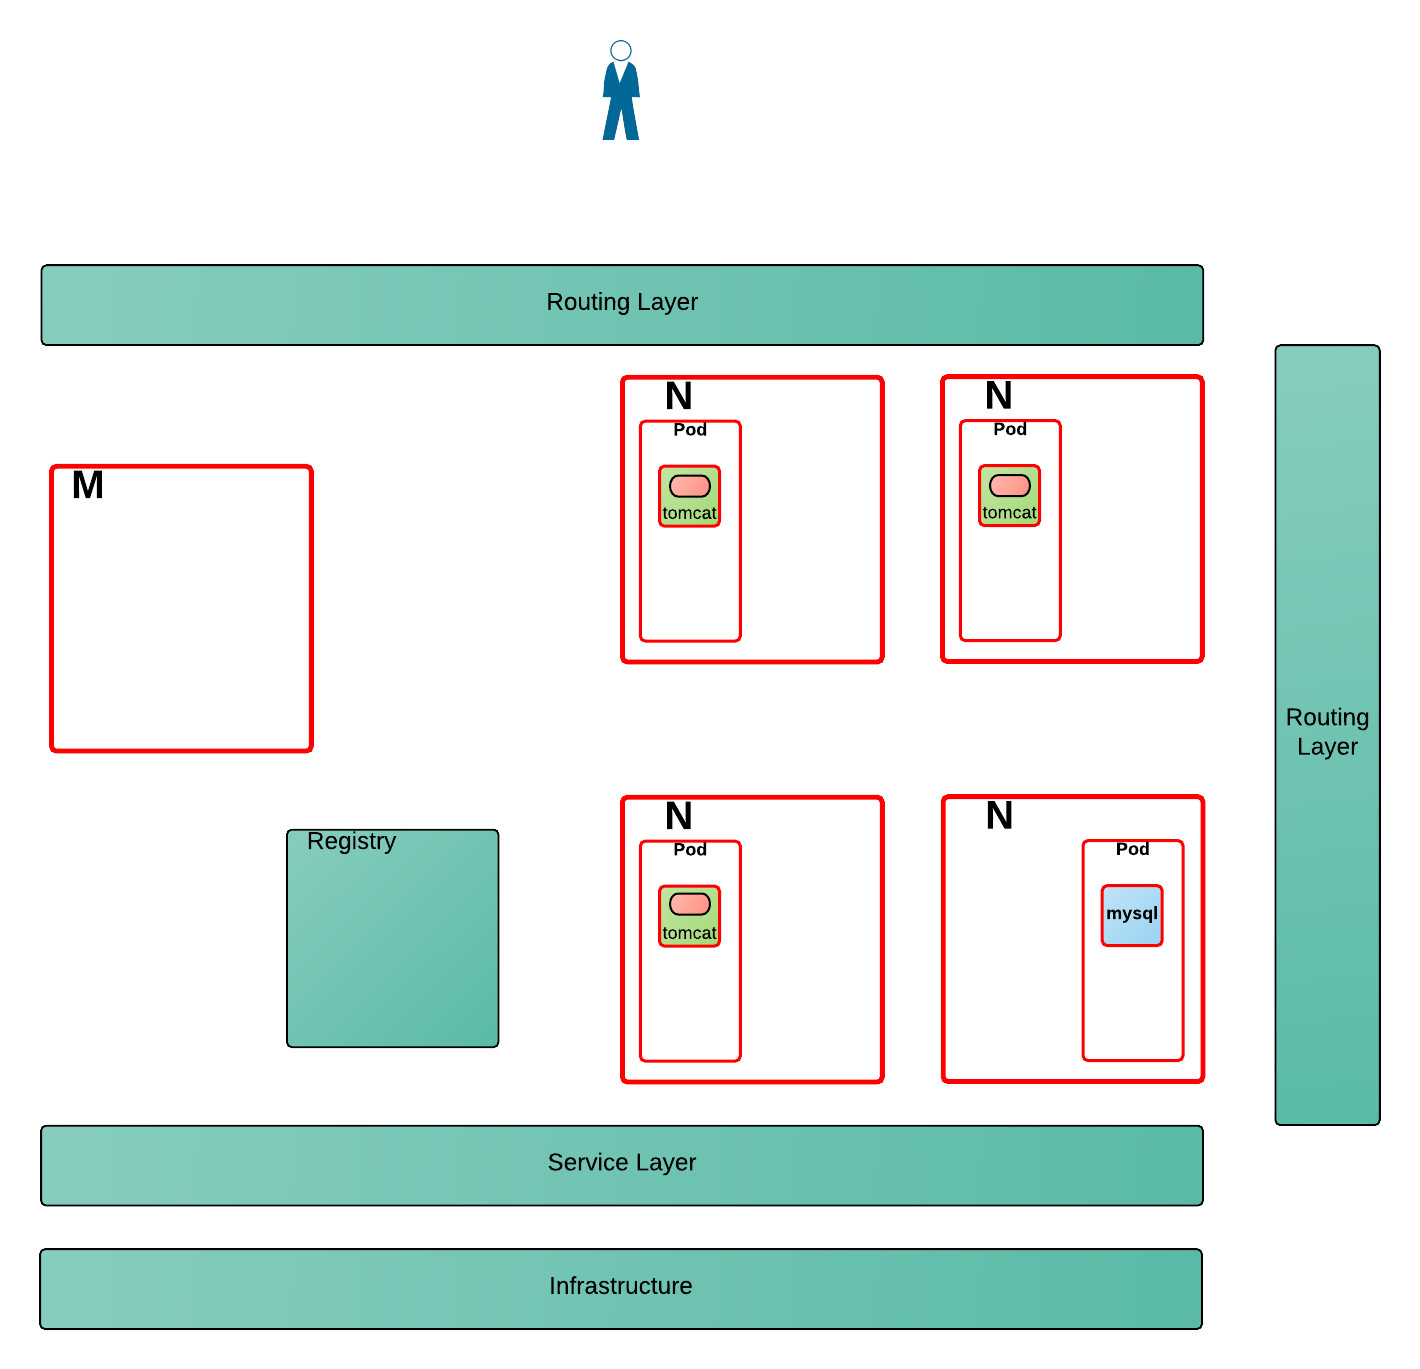 Routing Layer
N
Pod
tomcat
N
Pod
tomcat
M
Routing
Layer
N
Pod
tomcat
N
Pod
mysql
Registry
Service Layer
Infrastructure